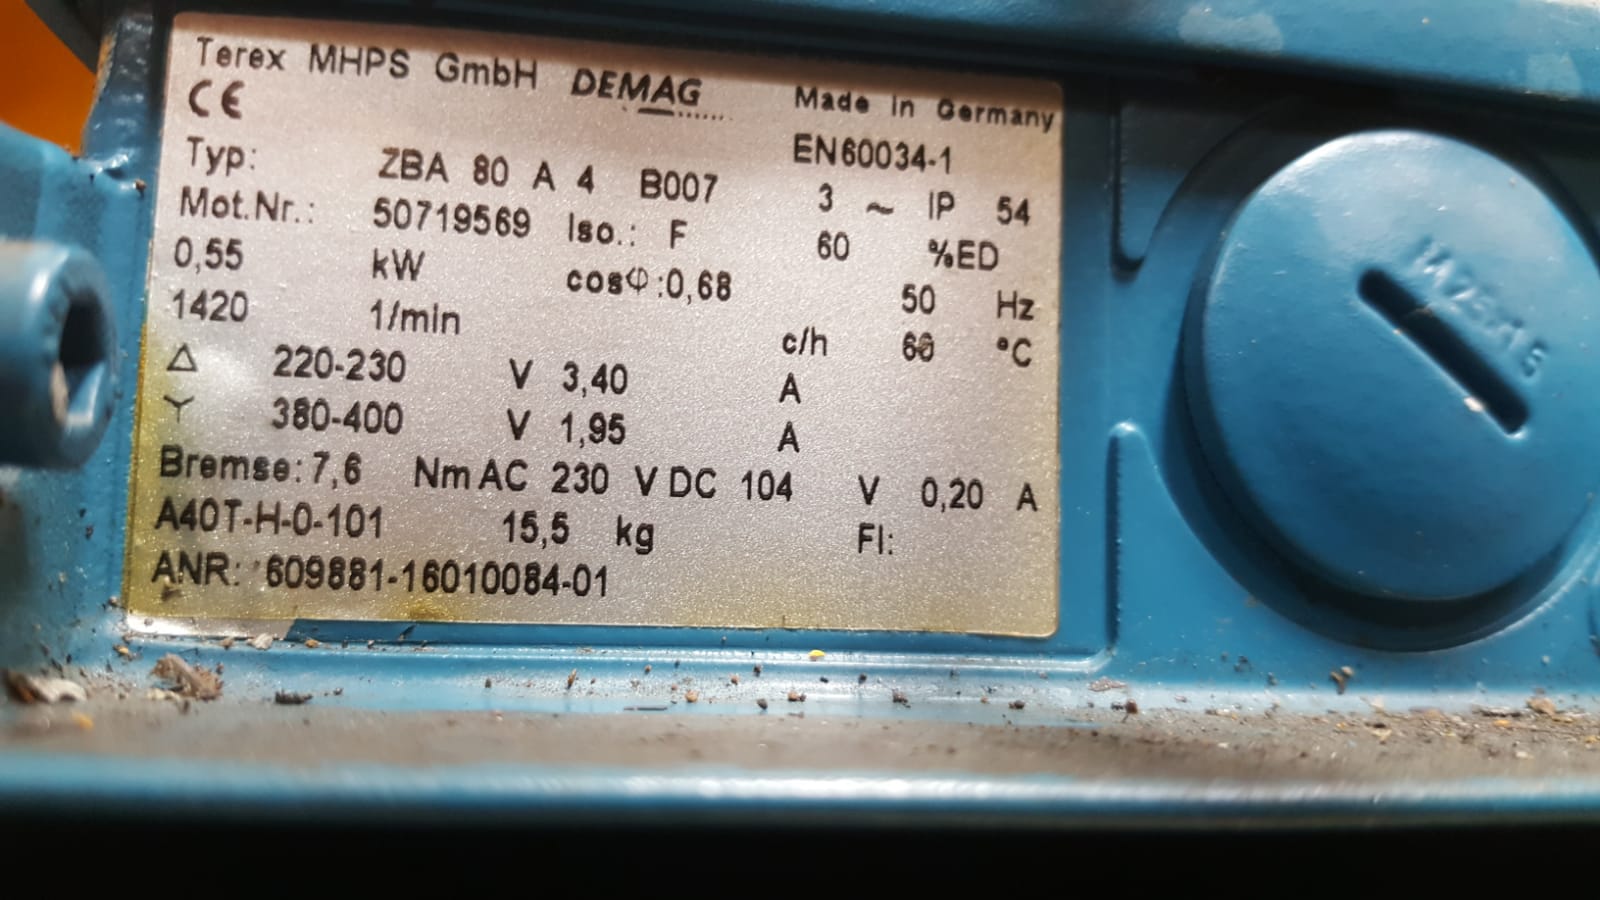 Terex MHPS GmbH DEMAG Made in Germany
CE EN60034-1
Typ: ZBA 80 A 4 B007 3 ~ IP 54
Mot.Nr.: 50719569 Iso.: F 60 %ED
0,55 kW cosφ:0,68 50 Hz
1420 1/min c/h °C
△ 220-230 V 3,40 A
Y 380-400 V 1,95 A
Bremse: 7,6 Nm AC 230 V DC 104 V 0,20 A
A40T-H-0-101 15,5 kg FI:
ANR: 609881-16010084-01